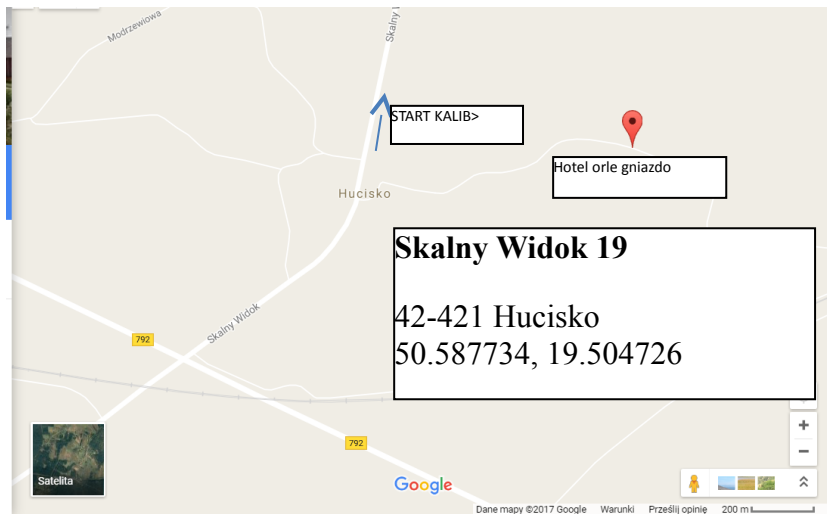 Modrzewiowa
START KALIB>
Hotel orle gniazdo
Hucisko
Skalny Widok 19
42-421 Hucisko
50.587734, 19.504726
Skalny Widok
792
792
Satelita
Google
Dane mapy ©2017 Google Warunki Prześlij opinię 200 m